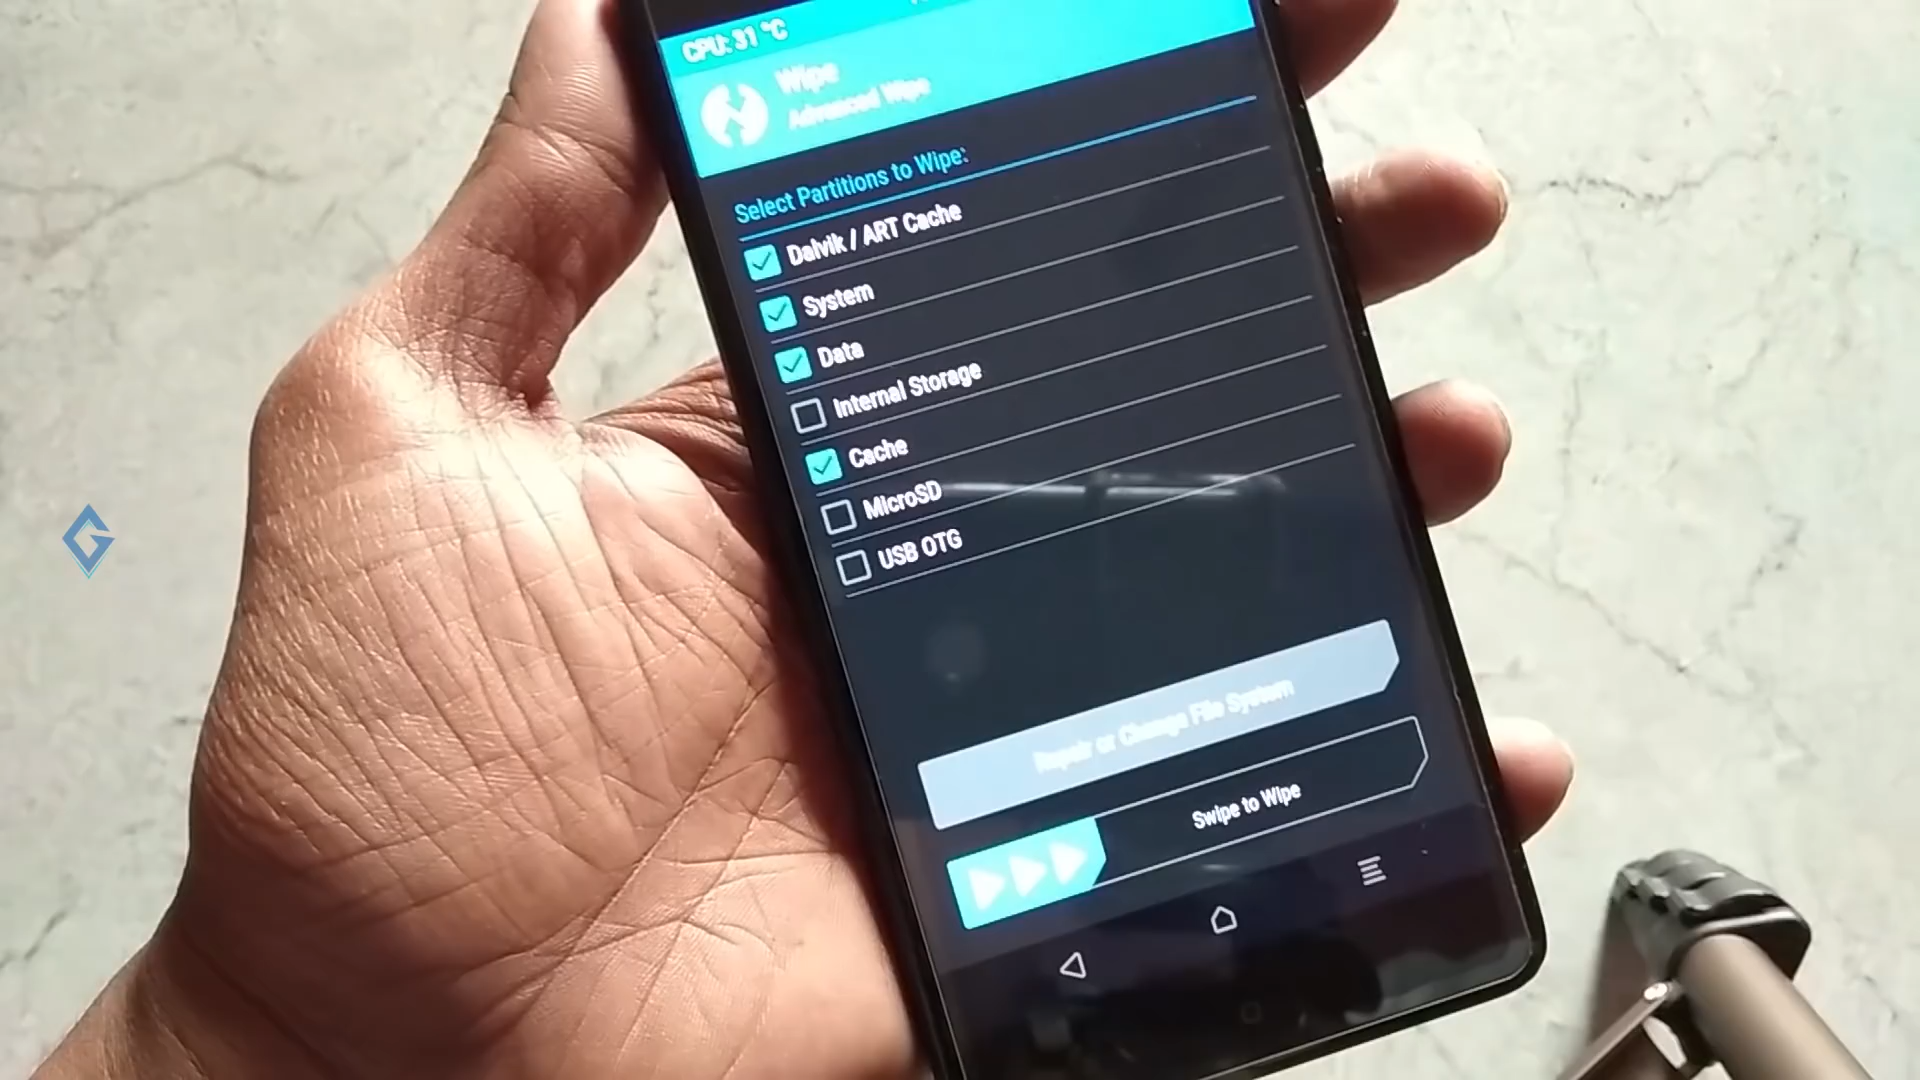 CPU: 31 °C
Wipe
Advanced Wipe
Select Partitions to Wipe:
Dalvik / ART Cache
System
Data
Internal Storage
Cache
MicroSD
USB OTG
Repair or Change File System
Swipe to Wipe